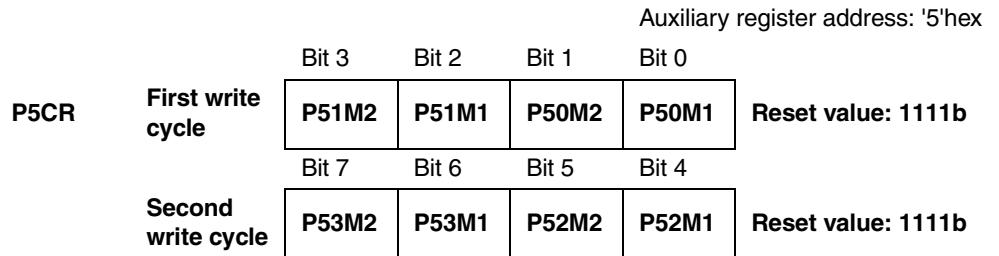 Auxiliary register address: '5'hex
Bit 3 Bit 2 Bit 1 Bit 0
P5CR First write cycle P51M2 P51M1 P50M2 P50M1 Reset value: 1111b
Bit 7 Bit 6 Bit 5 Bit 4
Second write cycle P53M2 P53M1 P52M2 P52M1 Reset value: 1111b